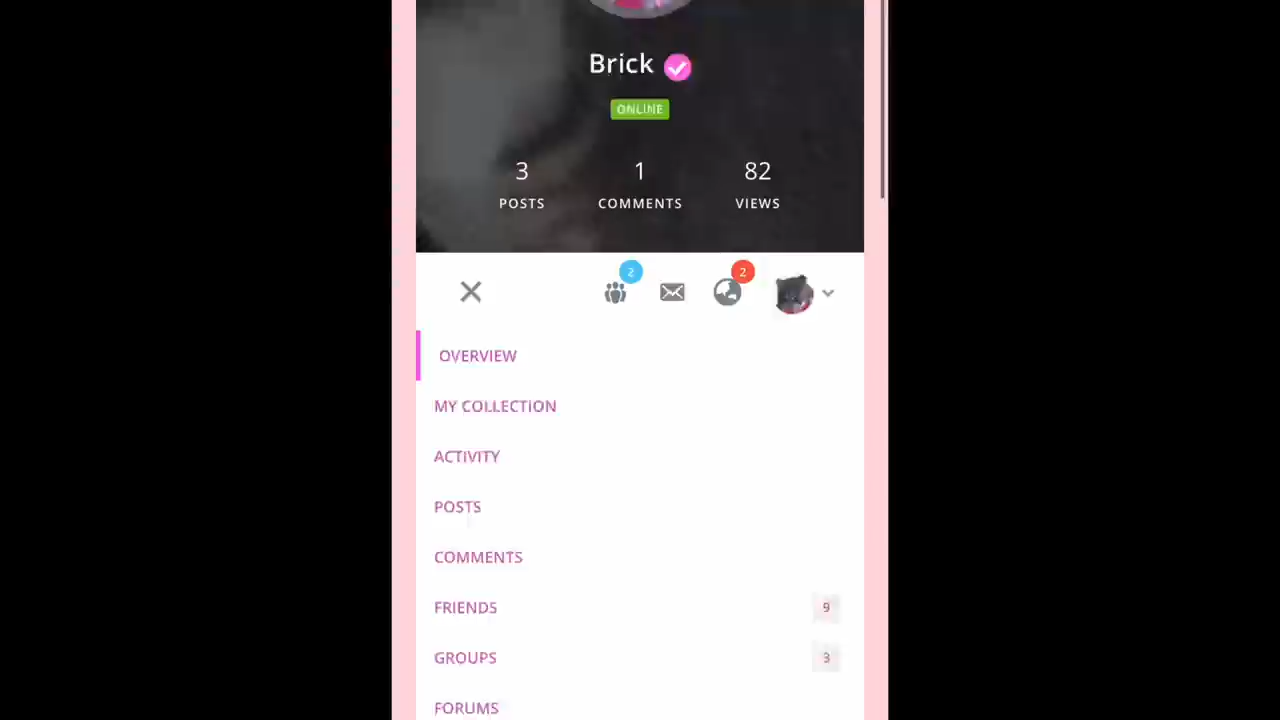 Brick
ONLINE
3 1 82
POSTS COMMENTS VIEWS
2 2
OVERVIEW
MY COLLECTION
ACTIVITY
POSTS
COMMENTS
FRIENDS 9
GROUPS 3
FORUMS